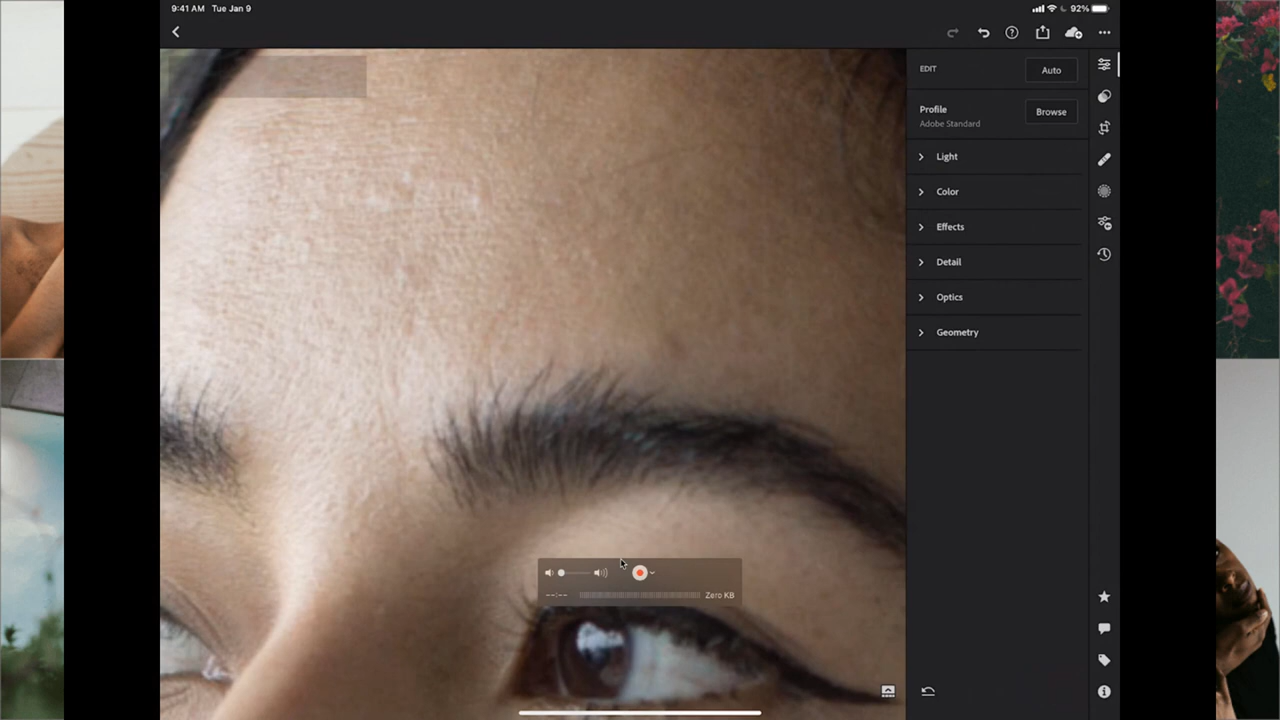 9:41 AM Tue Jan 9
92%
EDIT
Auto
Profile
Adobe Standard
Browse
Light
Color
Effects
Detail
Optics
Geometry
--:--
Zero KB